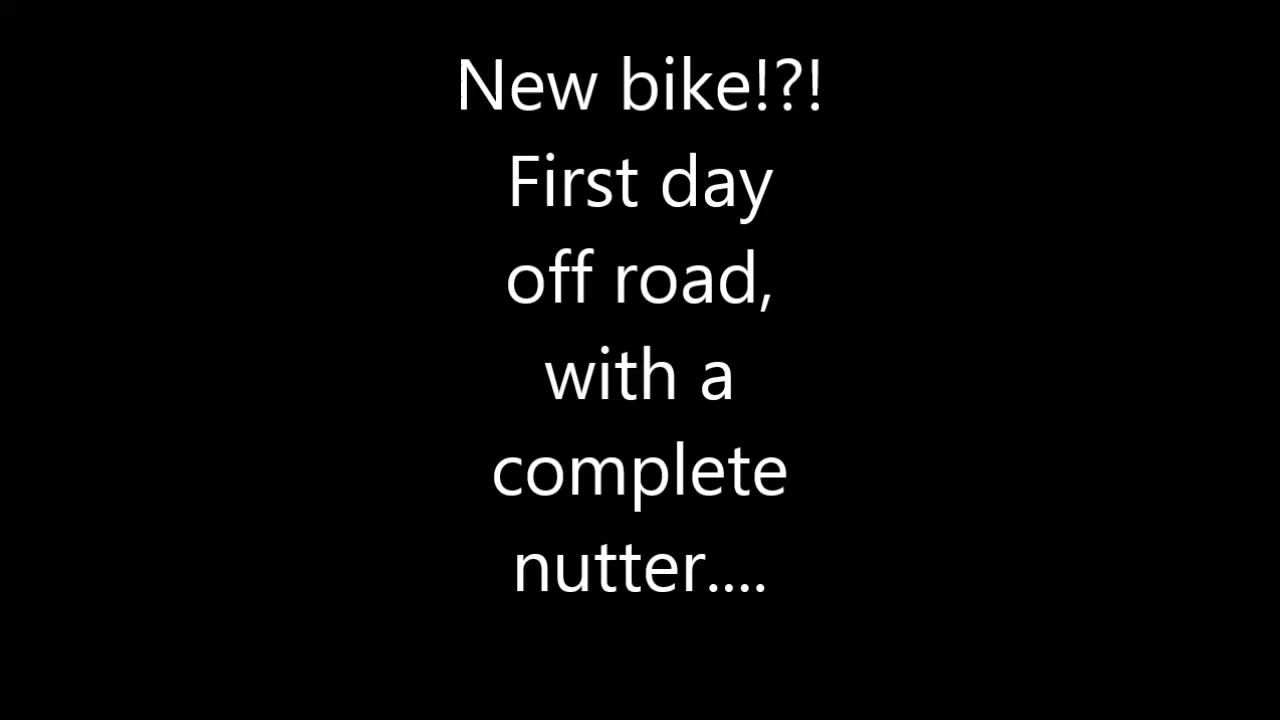 New bike!?!
First day
off road,
with a
complete
nutter....